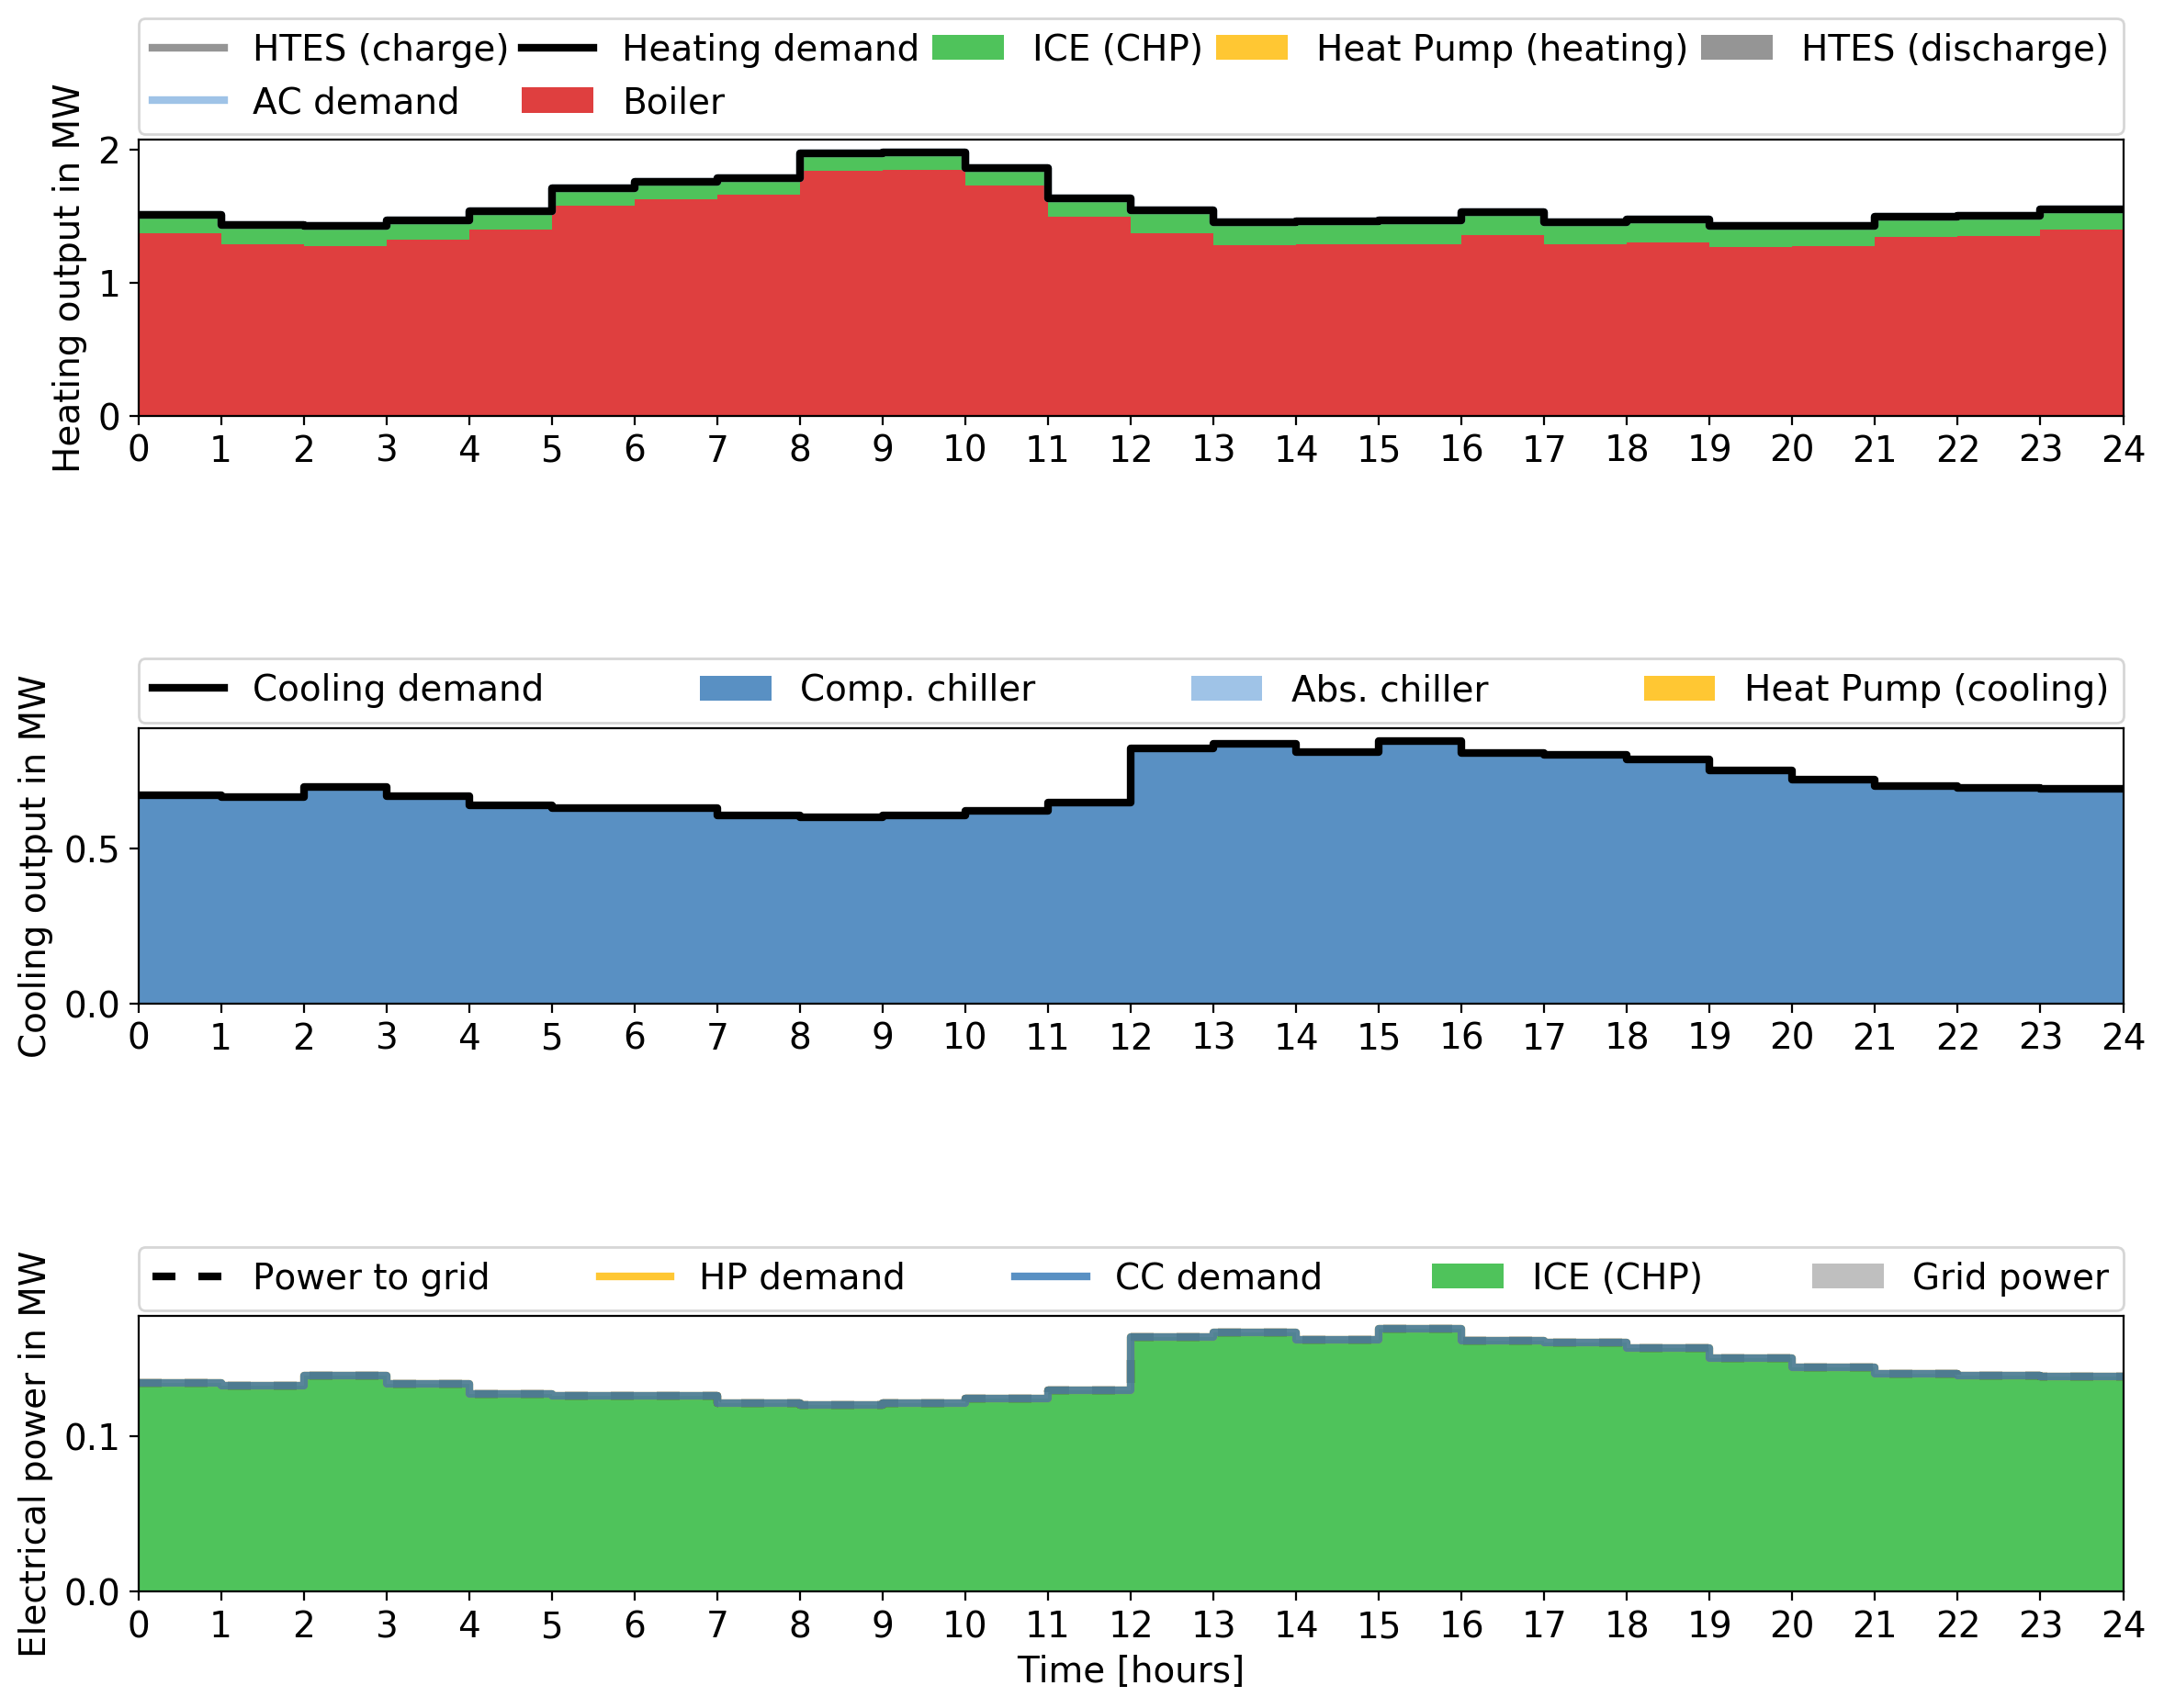 HTES (charge) Heating demand ICE (CHP) Heat Pump (heating) HTES (discharge)
AC demand Boiler
Heating output in MW
2
1
0
0 1 2 3 4 5 6 7 8 9 10 11 12 13 14 15 16 17 18 19 20 21 22 23 24
Cooling demand Comp. chiller Abs. chiller Heat Pump (cooling)
Cooling output in MW
0.5
0.0
0 1 2 3 4 5 6 7 8 9 10 11 12 13 14 15 16 17 18 19 20 21 22 23 24
Power to grid HP demand CC demand ICE (CHP) Grid power
Electrical power in MW
0.1
0.0
0 1 2 3 4 5 6 7 8 9 10 11 12 13 14 15 16 17 18 19 20 21 22 23 24
Time [hours]